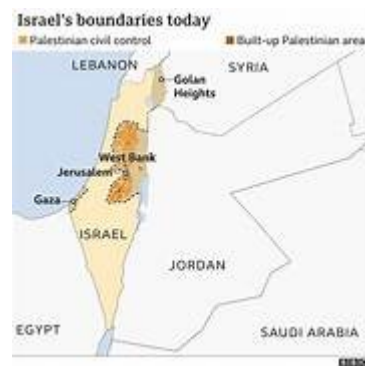 Israel's boundaries today
Palestinian civil control
Built-up Palestinian area
LEBANON
SYRIA
Golan
Heights
West Bank
Jerusalem
Gaza
ISRAEL
JORDAN
EGYPT
SAUDI ARABIA
BBC